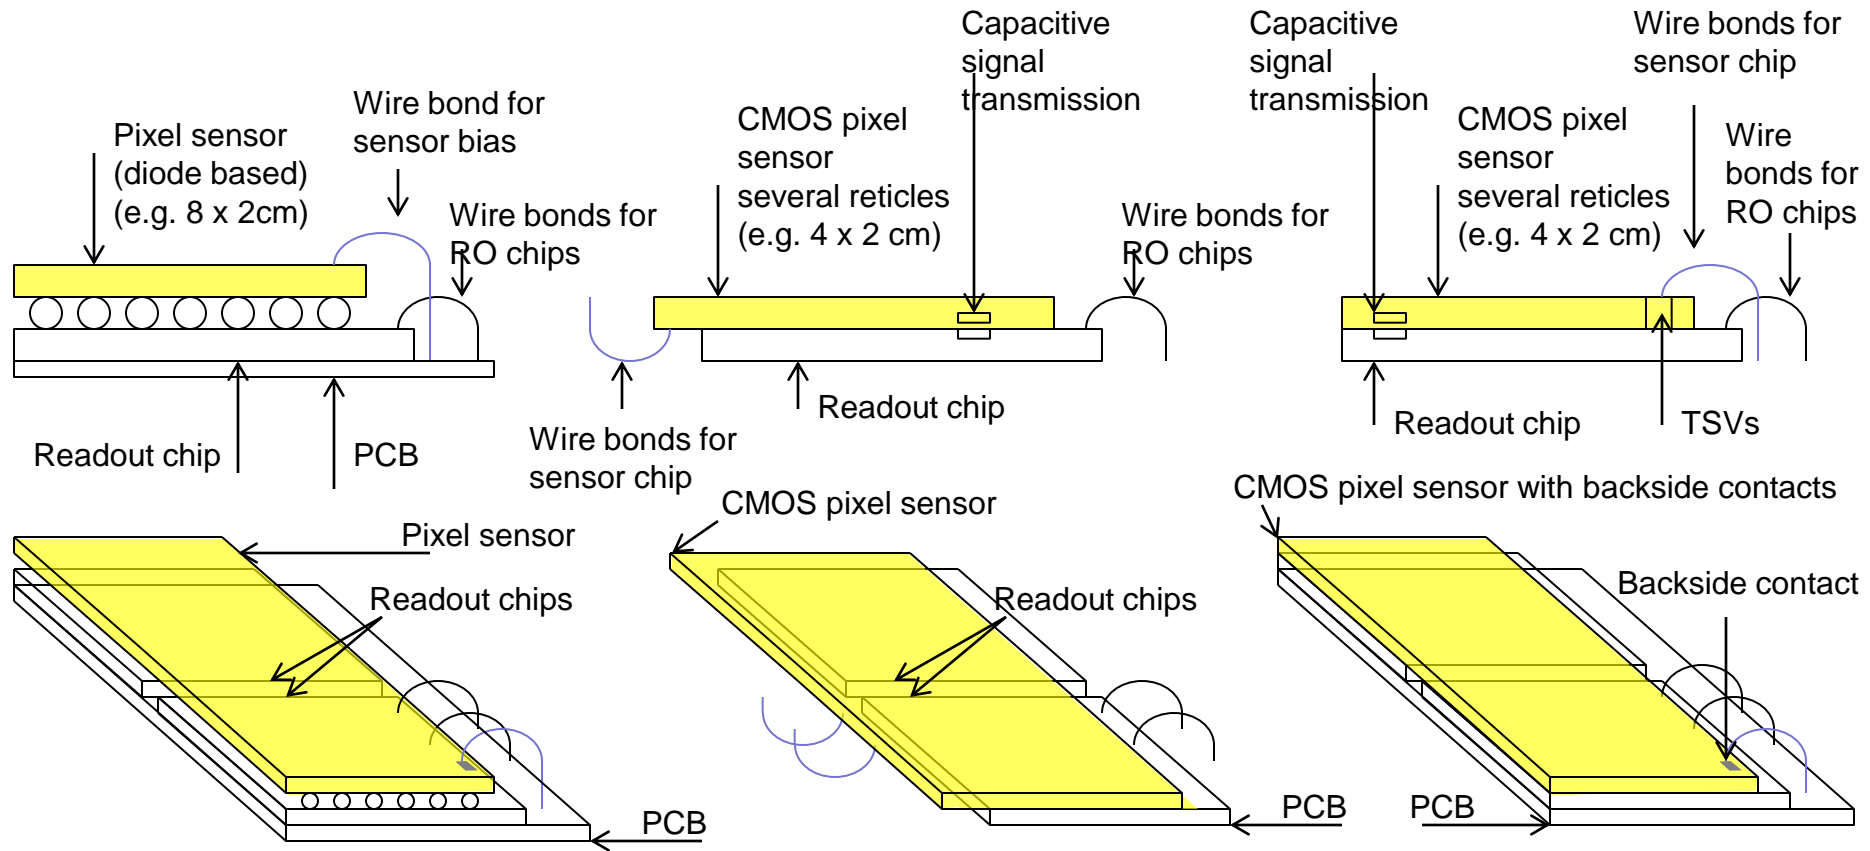 Capacitive
signal
transmission
Capacitive
signal
transmission
Wire bonds for
sensor chip
Wire bond for
sensor bias
Pixel sensor
(diode based)
(e.g. 8 x 2cm)
CMOS pixel
sensor
several reticles
(e.g. 4 x 2 cm)
CMOS pixel
sensor
several reticles
(e.g. 4 x 2 cm)
Wire
bonds for
RO chips
Wire bonds for
RO chips
Wire bonds for
RO chips
Readout chip
PCB
Wire bonds for
sensor chip
Readout chip
Readout chip
TSVs
Pixel sensor
Readout chips
PCB
CMOS pixel sensor
Readout chips
PCB
CMOS pixel sensor with backside contacts
Backside contact
PCB